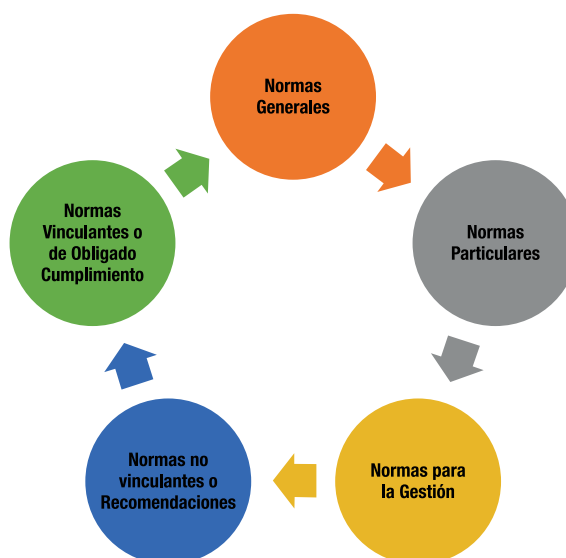 Normas
Generales
Normas
Particulares
Normas para
la Gestión
Normas no
vinculantes o
Recomendaciones
Normas
Vinculantes o
de Obligado
Cumplimiento